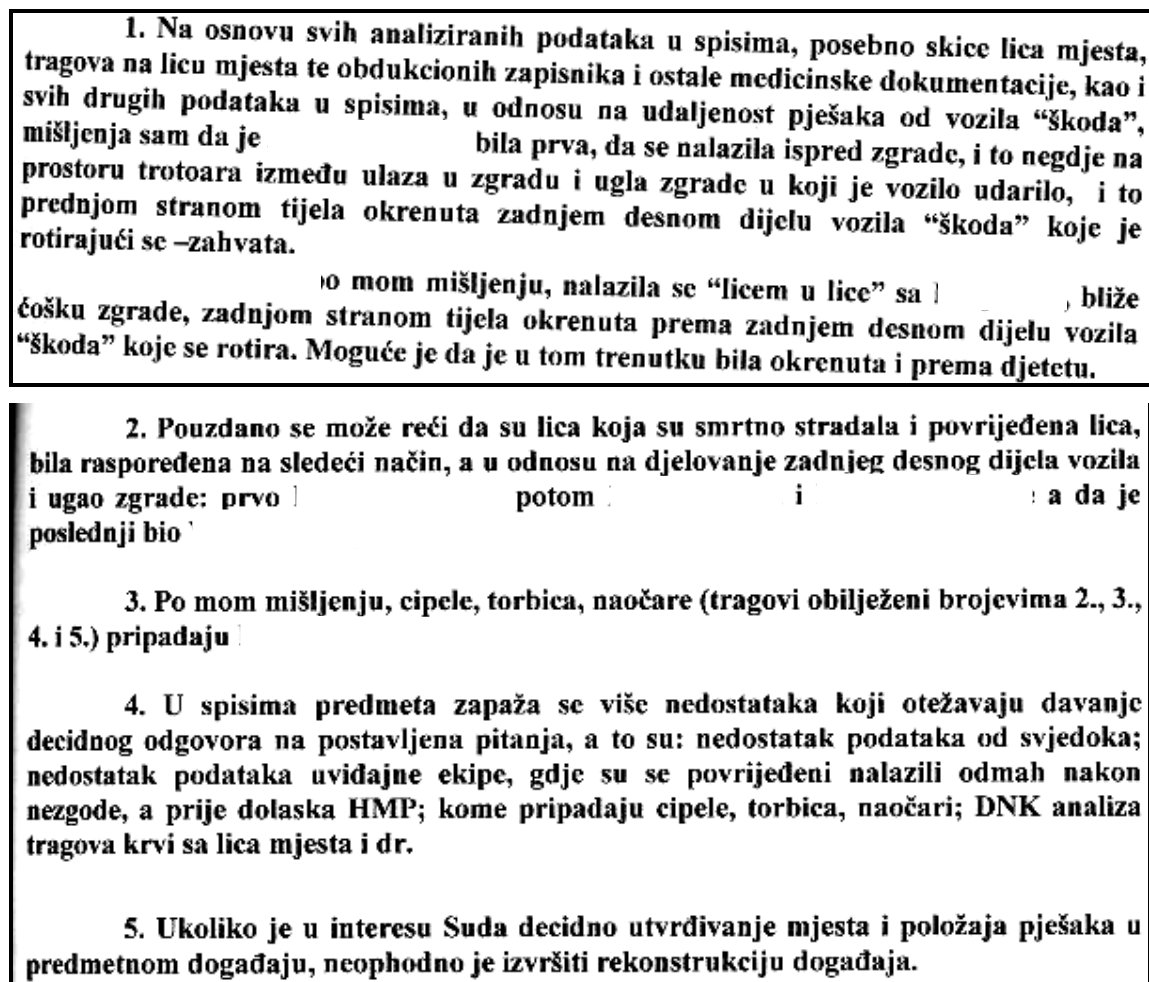 1. Na osnovu svih analiziranih podataka u spisima, posebno skice lica mjesta,
tragova na licu mjesta te obdukcionih zapisnika i ostale medicinske dokumentacije, kao i
svih drugih podataka u spisima, u odnosu na udaljenost pješaka od vozila “škoda”,
mišljenja sam da je bila prva, da se nalazila ispred zgrade, i to negdje na
prostoru trotoara između ulaza u zgradu i ugla zgrade u koji je vozilo udarilo, i to
prednjom stranom tijela okrenuta zadnjem desnom dijelu vozila “škoda” koje je
rotirajući se –zahvata.
po mom mišljenju, nalazila se “licem u lice” sa , bliže
ćošku zgrade, zadnjom stranom tijela okrenuta prema zadnjem desnom dijelu vozila
“škoda” koje se rotira. Moguće je da je u tom trenutku bila okrenuta i prema djetetu.
2. Pouzdano se može reći da su lica koja su smrtno stradala i povrijeđena lica,
bila raspoređena na sledeći način, a u odnosu na djelovanje zadnjeg desnog dijela vozila
i ugao zgrade: prvo potom i a da je
poslednji bio
3. Po mom mišljenju, cipele, torbica, naočare (tragovi obilježeni brojevima 2., 3.,
4. i 5.) pripadaju
4. U spisima predmeta zapaža se više nedostataka koji otežavaju davanje
decidnog odgovora na postavljena pitanja, a to su: nedostatak podataka od svjedoka;
nedostatak podataka uviđajne ekipe, gdje su se povrijeđeni nalazili odmah nakon
nezgode, a prije dolaska HMP; kome pripadaju cipele, torbica, naočari; DNK analiza
tragova krvi sa lica mjesta i dr.
5. Ukoliko je u interesu Suda decidno utvrđivanje mjesta i položaja pješaka u
predmetnom događaju, neophodno je izvršiti rekonstrukciju događaja.